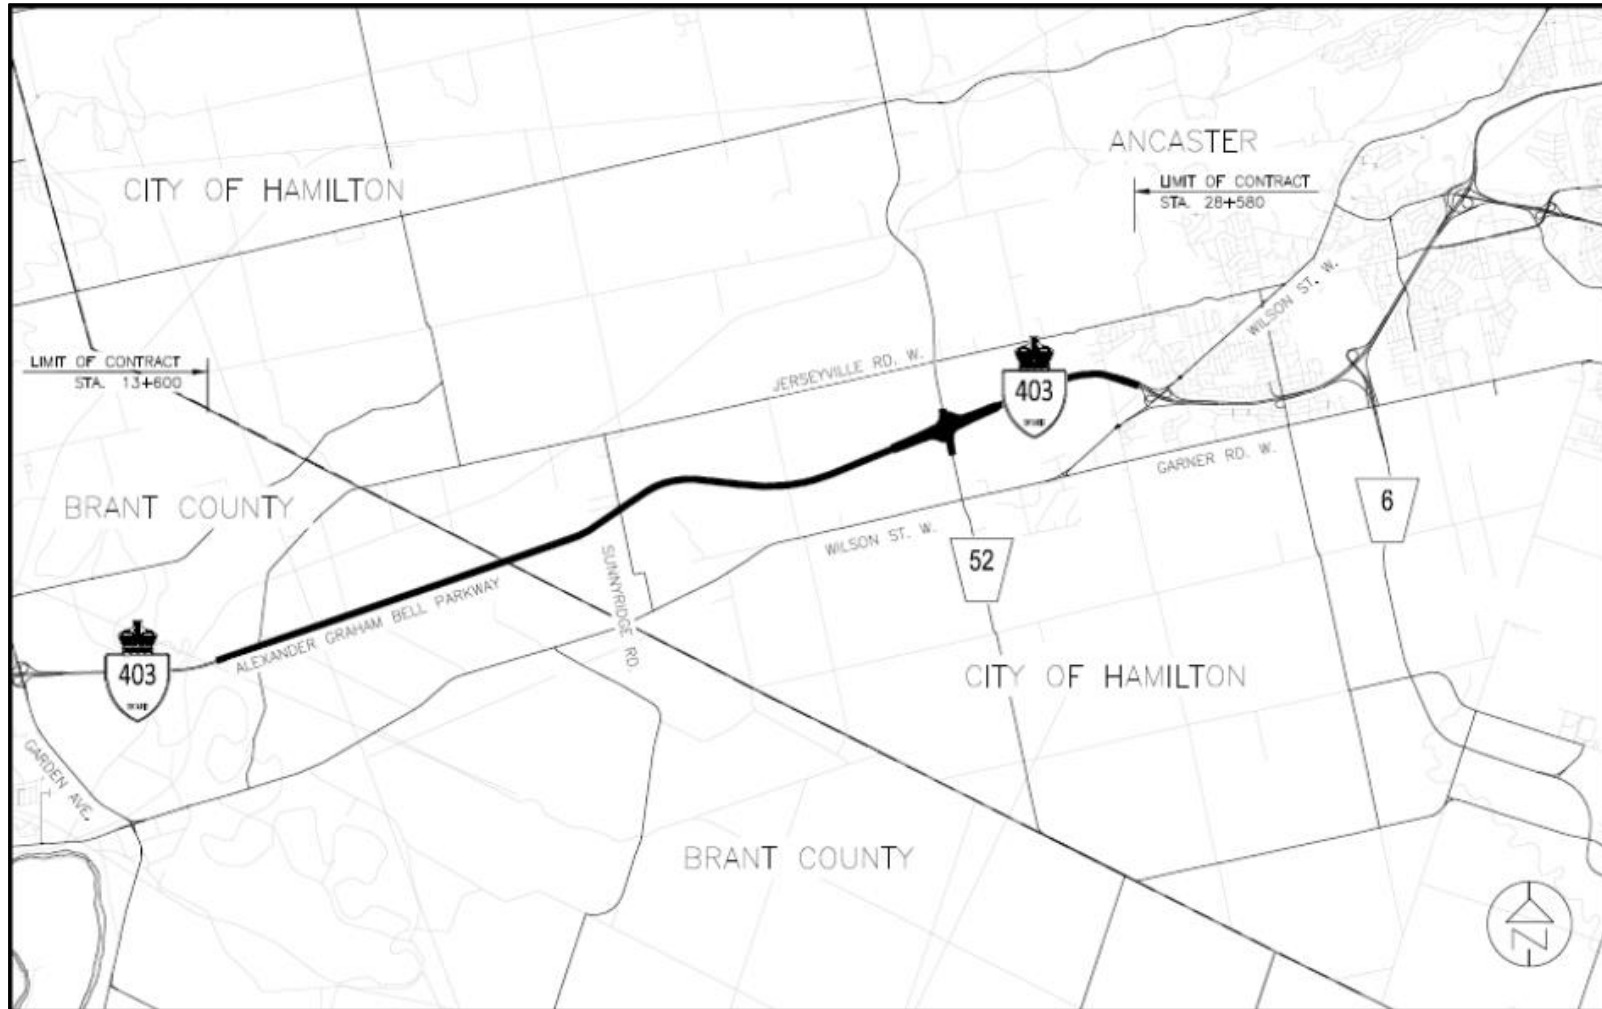 ANCASTER
LIMIT OF CONTRACT
STA. 28+580
CITY OF HAMILTON
WILSON ST. W.
LIMIT OF CONTRACT
STA. 13+600
JERSEYVILLE RD. W.
403
GARNER RD. W.
BRANT COUNTY
6
WILSON ST. W.
52
SUNNYRIDGE RD.
ALEXANDER GRAHAM BELL PARKWAY
403
CITY OF HAMILTON
GARDEN AVE.
BRANT COUNTY
N